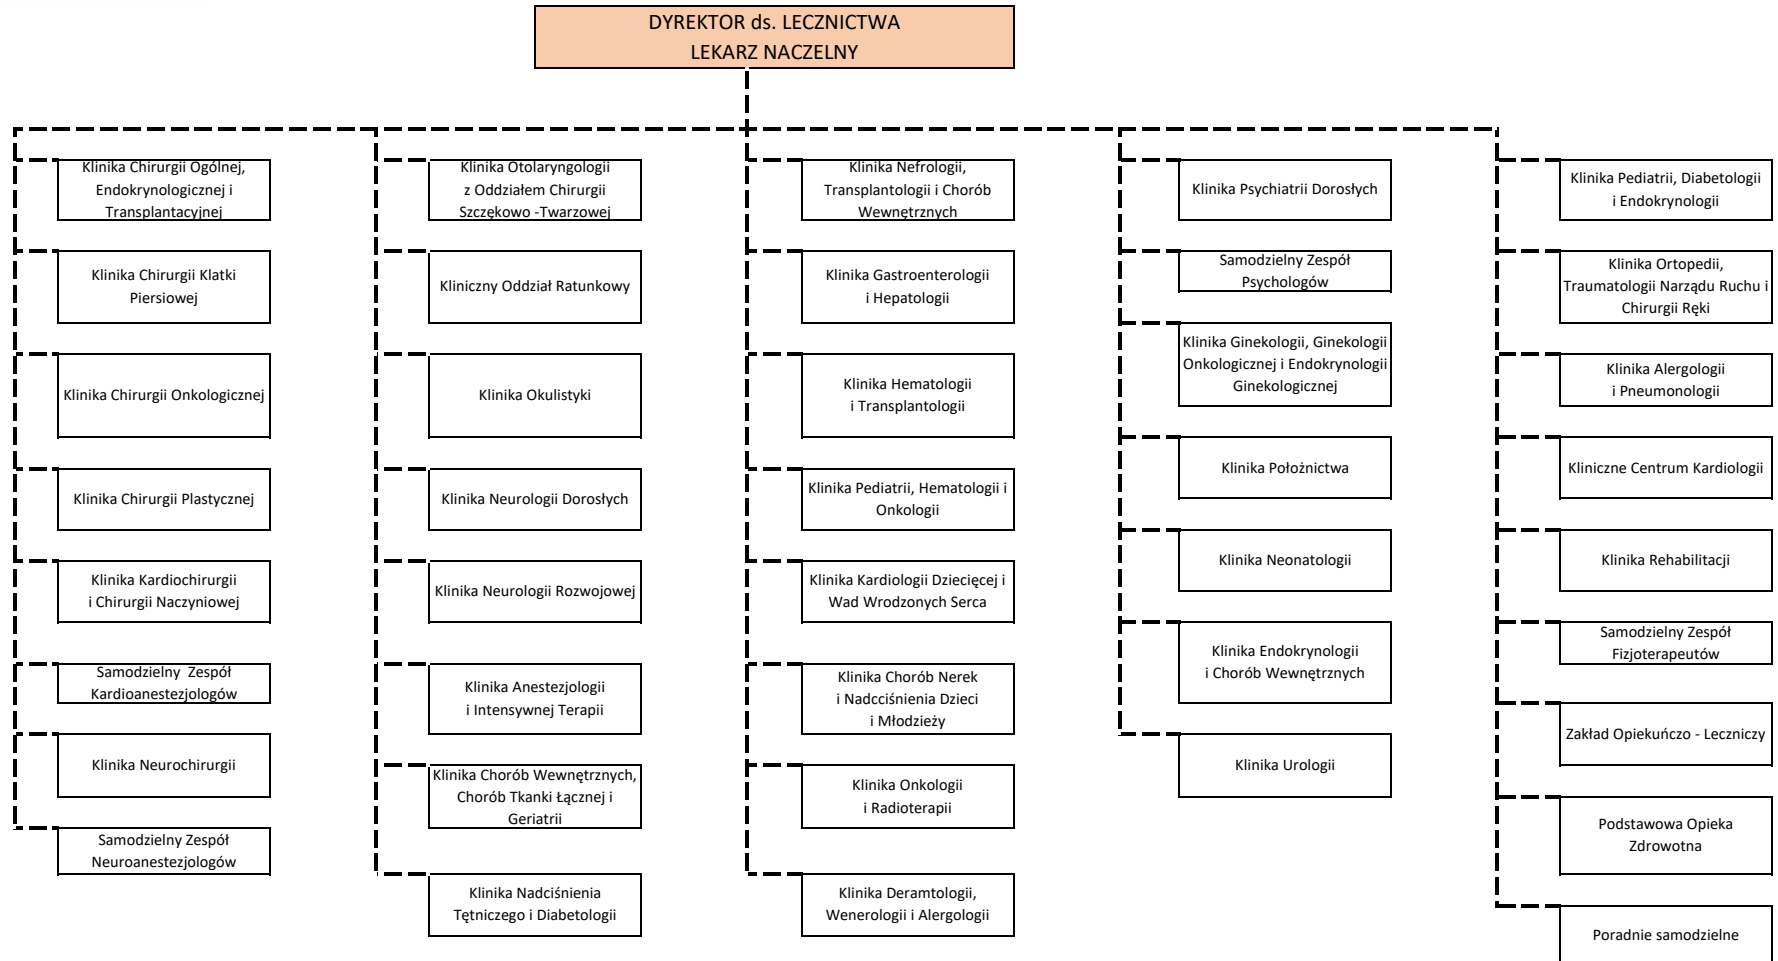 DYREKTOR ds. LECZNICTWA
LEKARZ NACZELNY
Klinika Chirurgii Ogólnej,
Endokrynologicznej i
Transplantacyjnej
Klinika Chirurgii Klatki
Piersiowej
Klinika Chirurgii Onkologicznej
Klinika Chirurgii Plastycznej
Klinika Kardiochirurgii
i Chirurgii Naczyniowej
Samodzielny Zespół
Kardioanestezjologów
Klinika Neurochirurgii
Samodzielny Zespół
Neuroanestezjologów
Klinika Otolaryngologii
z Oddziałem Chirurgii
Szczękowo -Twarzowej
Kliniczny Oddział Ratunkowy
Klinika Okulistyki
Klinika Neurologii Dorosłych
Klinika Neurologii Rozwojowej
Klinika Anestezjologii
i Intensywnej Terapii
Klinika Chorób Wewnętrznych,
Chorób Tkanki Łącznej i
Geriatrii
Klinika Nadciśnienia
Tętniczego i Diabetologii
Klinika Nefrologii,
Transplantologii i Chorób
Wewnętrznych
Klinika Gastroenterologii
i Hepatologii
Klinika Hematologii
i Transplantologii
Klinika Pediatrii, Hematologii i
Onkologii
Klinika Kardiologii Dziecięcej i
Wad Wrodzonych Serca
Klinika Chorób Nerek
i Nadcciśnienia Dzieci
i Młodzieży
Klinika Onkologii
i Radioterapii
Klinika Deramtologii,
Wenerologii i Alergologii
Klinika Psychiatrii Dorosłych
Samodzielny Zespół
Psychologów
Klinika Ginekologii, Ginekologii
Onkologicznej i Endokrynologii
Ginekologicznej
Klinika Położnictwa
Klinika Neonatologii
Klinika Endokrynologii
i Chorób Wewnętrznych
Klinika Urologii
Klinika Pediatrii, Diabetologii
i Endokrynologii
Klinika Ortopedii,
Traumatologii Narządu Ruchu i
Chirurgii Ręki
Klinika Alergologii
i Pneumonologii
Kliniczne Centrum Kardiologii
Klinika Rehabilitacji
Samodzielny Zespół
Fizjoterapeutów
Zakład Opiekuńczo - Leczniczy
Podstawowa Opieka
Zdrowotna
Poradnie samodzielne